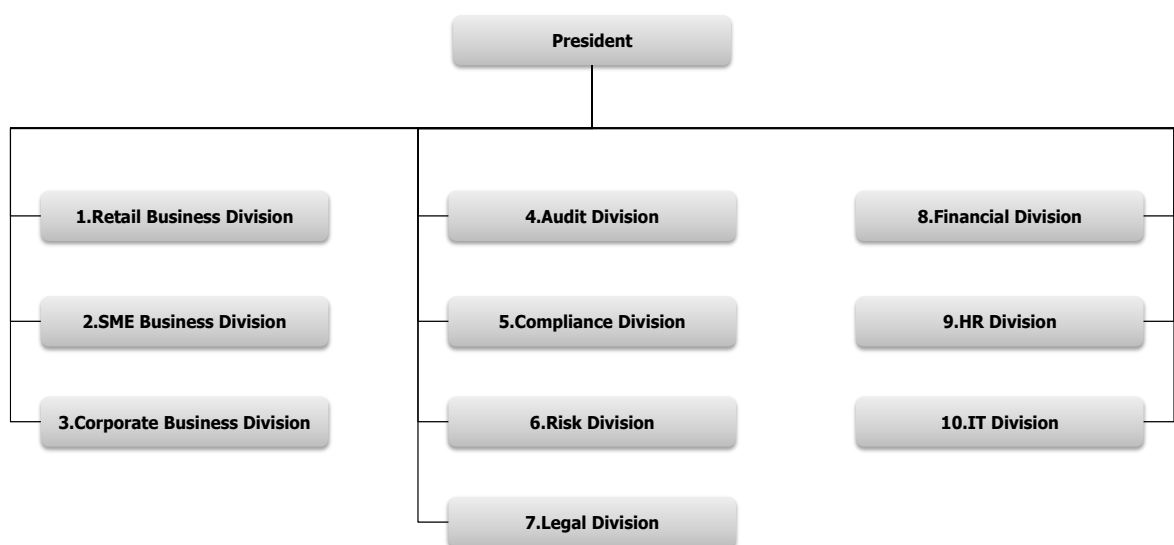 President
1.Retail Business Division
2.SME Business Division
3.Corporate Business Division
4.Audit Division
5.Compliance Division
6.Risk Division
7.Legal Division
8.Financial Division
9.HR Division
10.IT Division